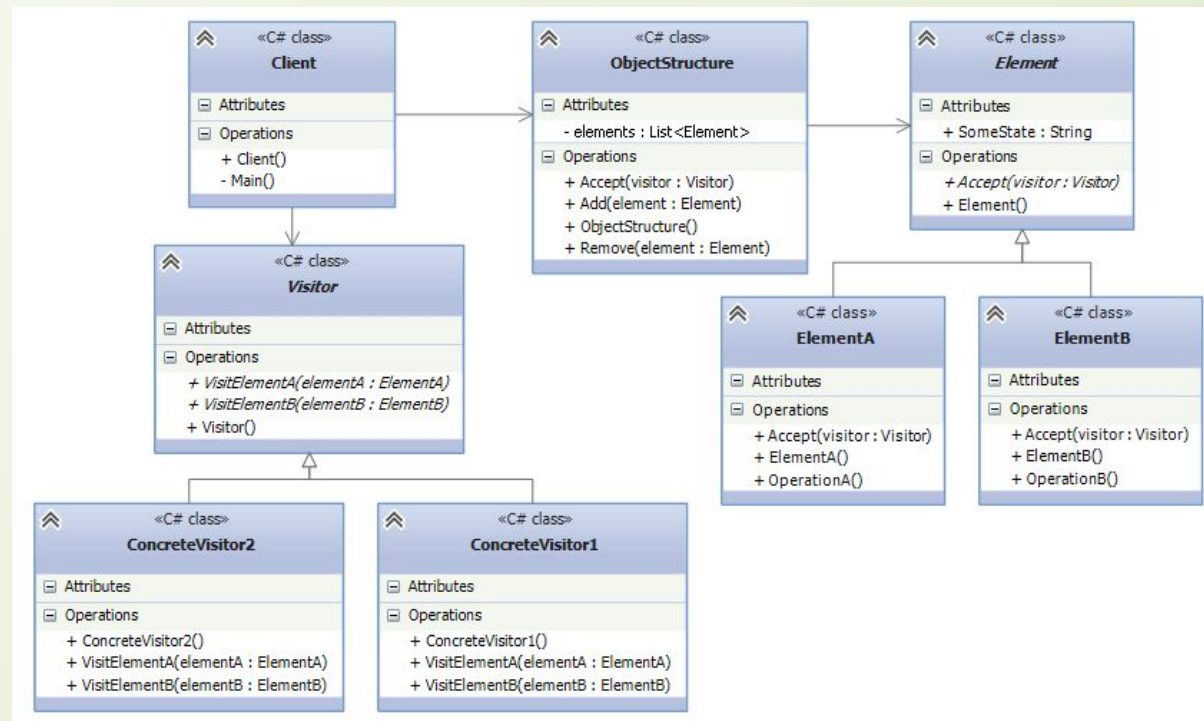 «C# class»
Client
Attributes
Operations
+ Client()
- Main()
«C# class»
ObjectStructure
Attributes
- elements : List<Element>
Operations
+ Accept(visitor : Visitor)
+ Add(element : Element)
+ ObjectStructure()
+ Remove(element : Element)
«C# class»
Element
Attributes
+ SomeState : String
Operations
+ Accept(visitor : Visitor)
+ Element()
«C# class»
Visitor
Attributes
Operations
+ VisitElementA(elementA : ElementA)
+ VisitElementB(elementB : ElementB)
+ Visitor()
«C# class»
ElementA
Attributes
Operations
+ Accept(visitor : Visitor)
+ ElementA()
+ OperationA()
«C# class»
ElementB
Attributes
Operations
+ Accept(visitor : Visitor)
+ ElementB()
+ OperationB()
«C# class»
ConcreteVisitor2
Attributes
Operations
+ ConcreteVisitor2()
+ VisitElementA(elementA : ElementA)
+ VisitElementB(elementB : ElementB)
«C# class»
ConcreteVisitor1
Attributes
Operations
+ ConcreteVisitor1()
+ VisitElementA(elementA : ElementA)
+ VisitElementB(elementB : ElementB)